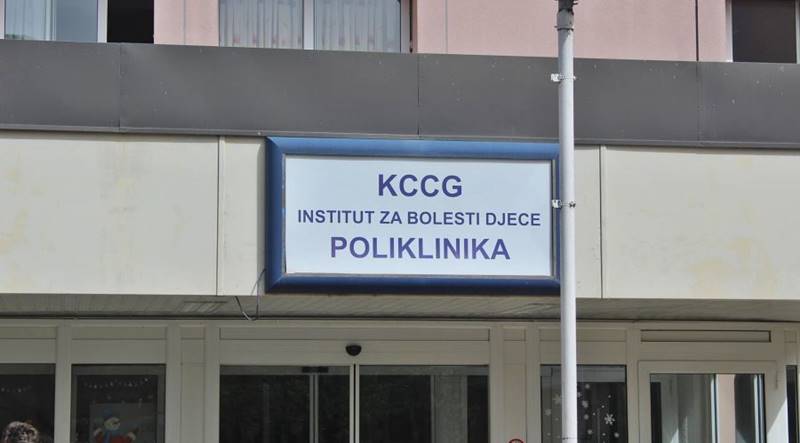 KCCG
INSTITUT ZA BOLESTI DJECE
POLIKLINIKA